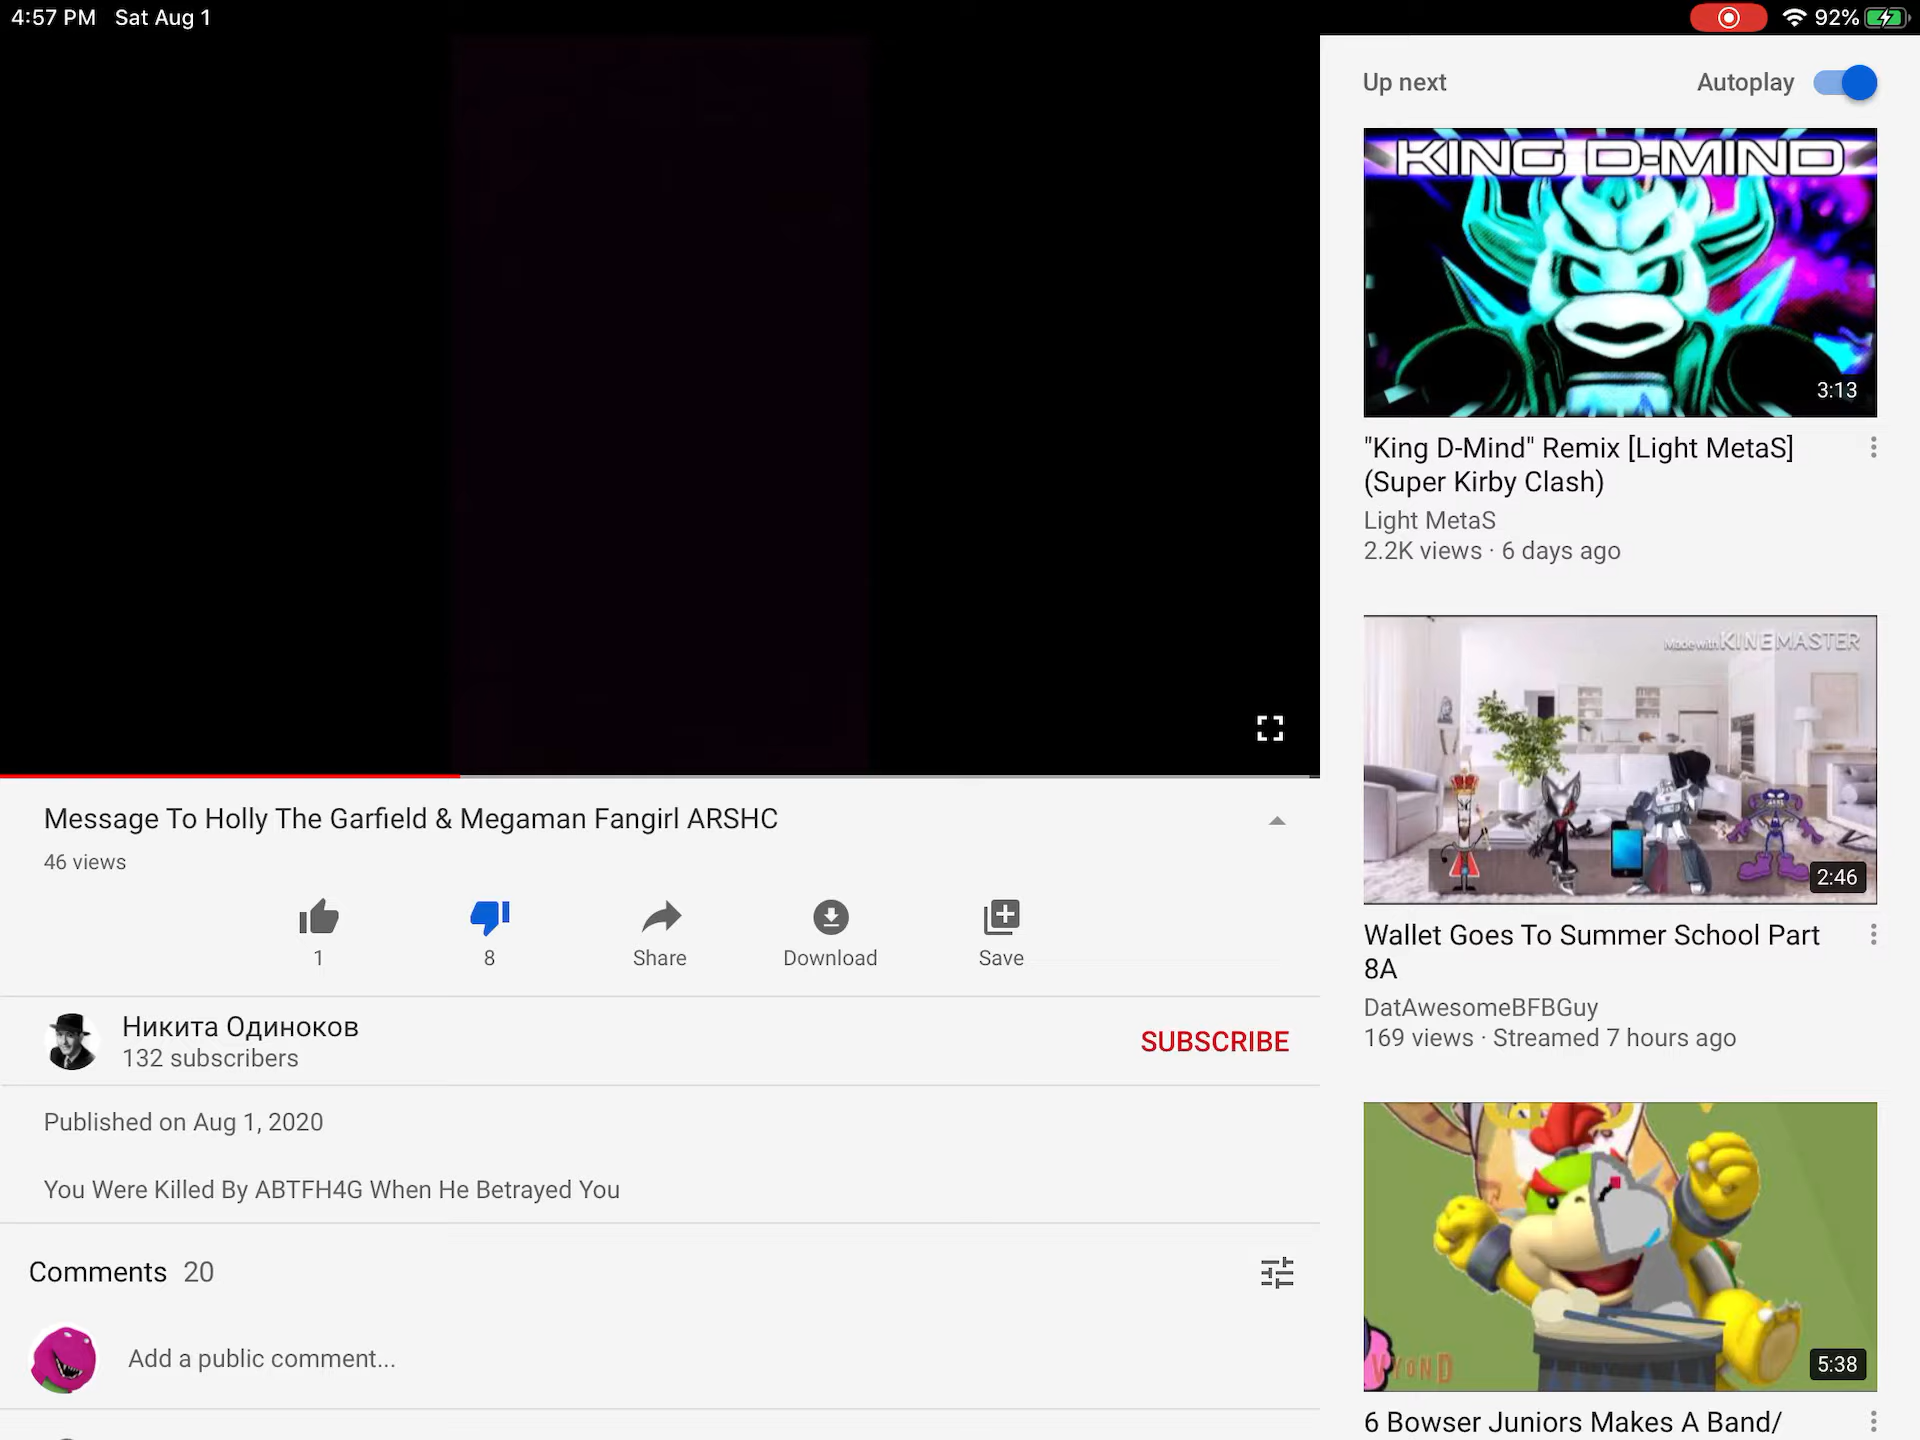 4:57 PM Sat Aug 1
92%
Up next
Autoplay
KING D-MIND
3:13
"King D-Mind" Remix [Light MetaS]
(Super Kirby Clash)
Light MetaS
2.2K views · 6 days ago
Made with KINEMASTER
2:46
Wallet Goes To Summer School Part
8A
DatAwesomeBFBGuy
169 views · Streamed 7 hours ago
VYOND
5:38
6 Bowser Juniors Makes A Band/
Message To Holly The Garfield & Megaman Fangirl ARSHC
46 views
1
8
Share
Download
Save
Никита Одиноков
132 subscribers
SUBSCRIBE
Published on Aug 1, 2020
You Were Killed By ABTFH4G When He Betrayed You
Comments 20
Add a public comment...